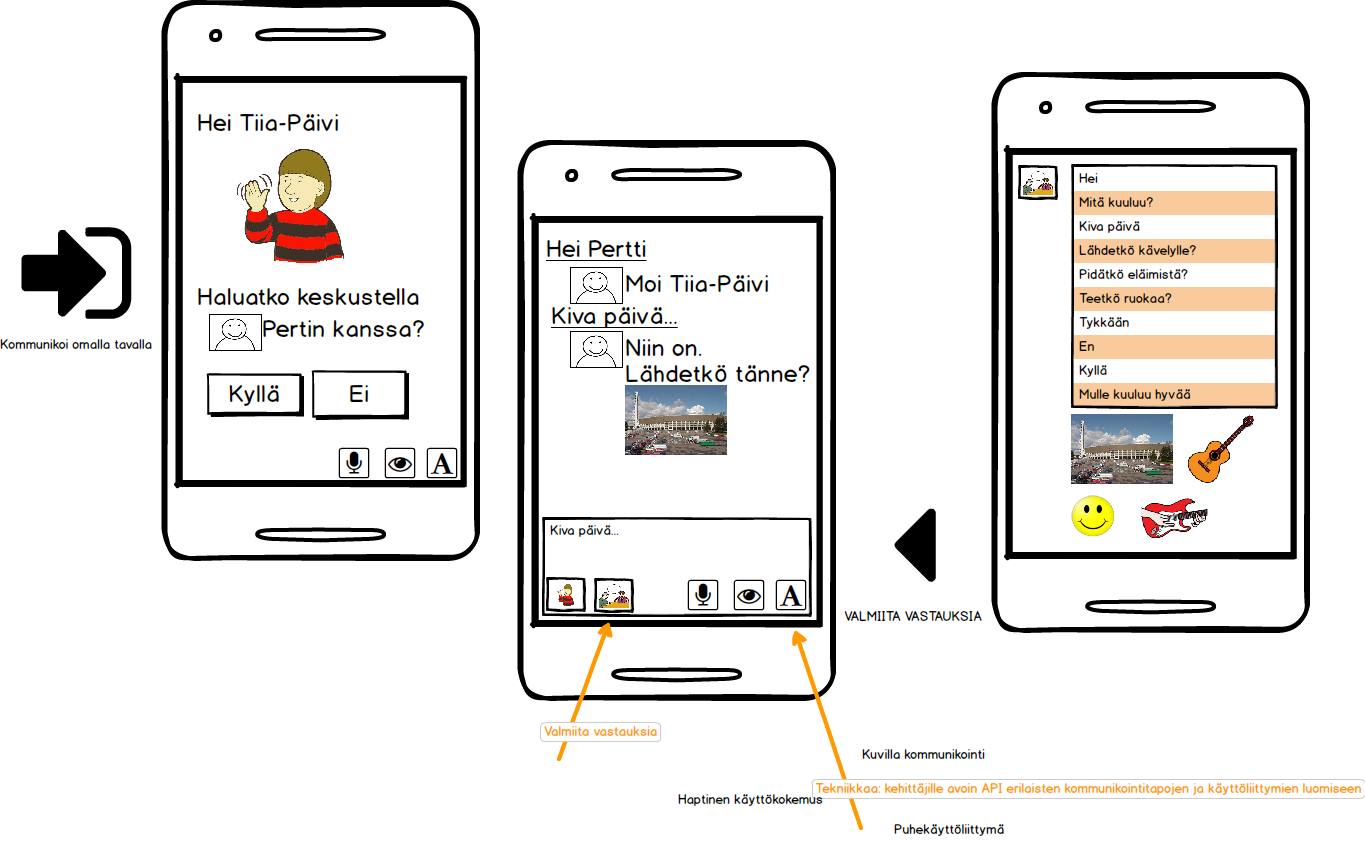 Kommunikoi omalla tavalla
Hei Tiia-Päivi
Haluatko keskustella
Pertin kanssa?
Kyllä
Ei
A
Hei Pertti
Moi Tiia-Päivi
Kiva päivä...
Niin on.
Lähdetkö tänne?
Kiva päivä...
A
Valmiita vastauksia
VALMIITA VASTAUKSIA
Hei
Mitä kuuluu?
Kiva päivä
Lähdetkö kävelylle?
Pidätkö eläimistä?
Teetkö ruokaa?
Tykkään
En
Kyllä
Mulle kuuluu hyvää
Kuvilla kommunikointi
Tekniikkaa: kehittäjille avoin API erilaisten kommunikointitapojen ja käyttöliittymien luomiseen
Haptinen käyttökokemus
Puhekäyttöliittymä